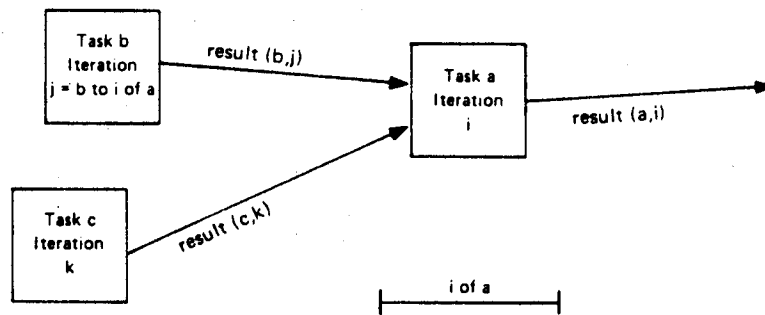 Task b
Iteration
j = b to i of a
result (b,j)
Task a
Iteration
i
result (a,i)
Task c
Iteration
k
result (c,k)
i of a